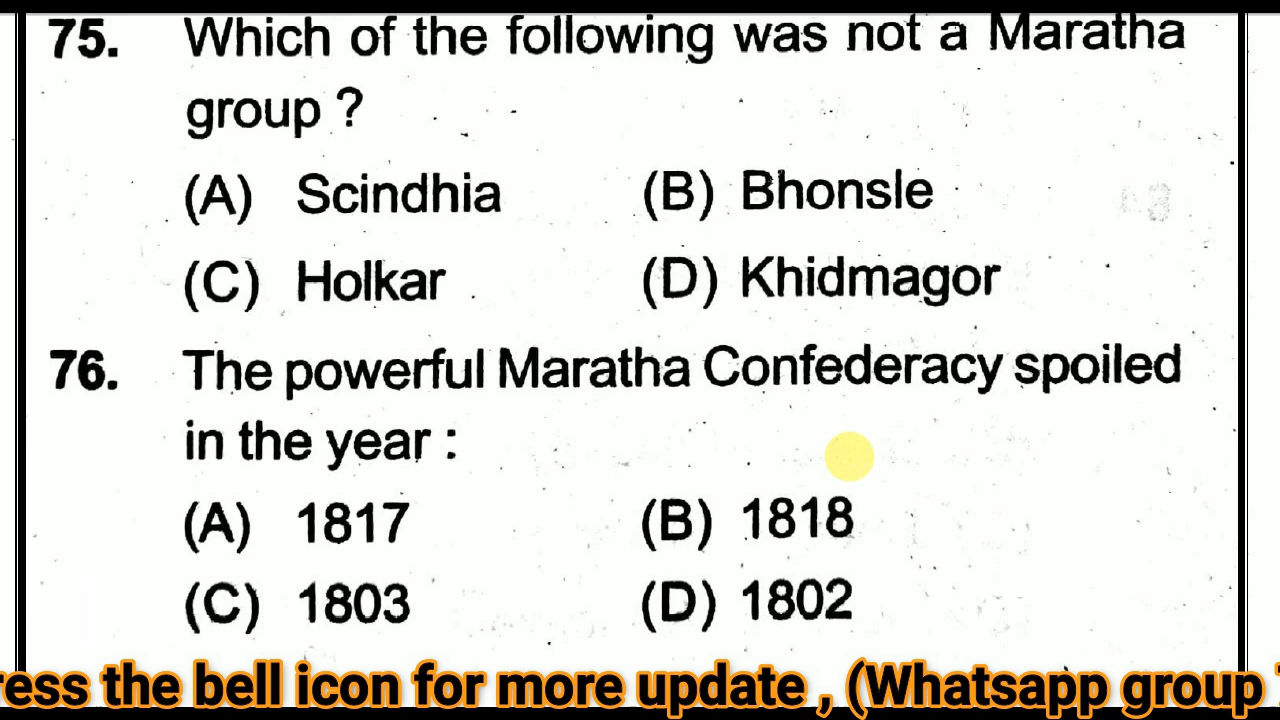 75. Which of the following was not a Maratha
group ?
(A) Scindhia (B) Bhonsle
(C) Holkar (D) Khidmagor
76. The powerful Maratha Confederacy spoiled
in the year :
(A) 1817 (B) 1818
(C) 1803 (D) 1802
ess the bell icon for more update , (Whatsapp group